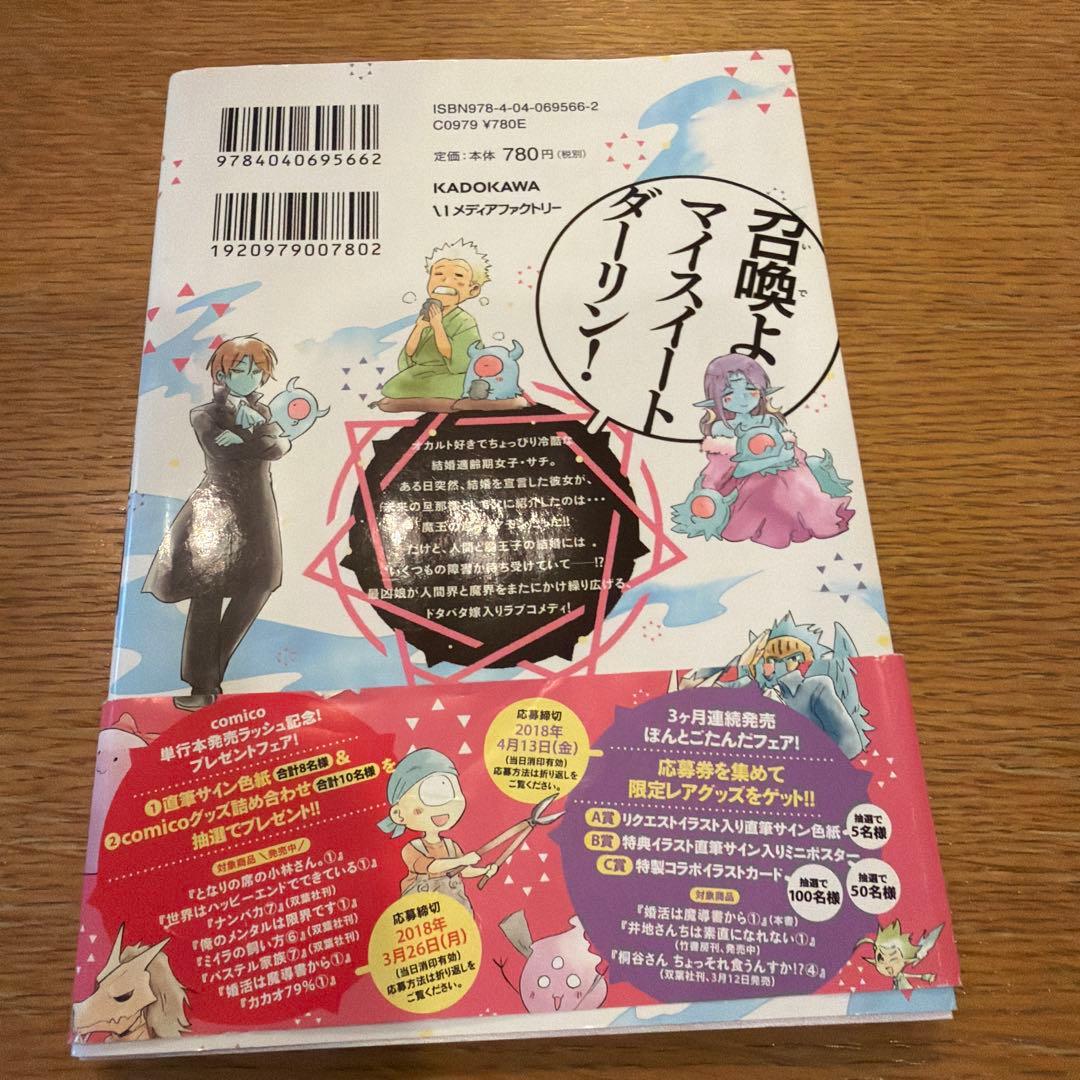 ISBN978-4-04-069566-2
C0979 ¥780E
定価:本体 780円(税別)
KADOKAWA
メディアファクトリー
9784040695662
1920979007802
召喚よ
いで
マイスイート
ダーリン!
オカルト好きでちょっぴり冷酷な
結婚適齢期女子・サチ。
ある日突然、結婚を宣言した彼女が、
未来の旦那様として父に紹介したのは…
魔王の
だけど、人間と魔王子の結婚には
いくつもの障害が待ち受けていて――!?
最凶娘が人間界と魔界をまたにかけ繰り広げる、
ドタバタ嫁入りラブコメディ!
comico
単行本発売ラッシュ記念!
プレゼントフェア!
①直筆サイン色紙 合計8名様 &
②comicoグッズ詰め合わせ 合計10名様 を
抽選でプレゼント!!
対象商品 \発売中/
『となりの席の小林さん。①』
『世界はハッピーエンドでできている①』
『ナンバカ⑦』(双葉社刊)
『俺のメンタルは限界です①』
『ミイラの飼い方⑥』(双葉社刊)
『パステル家族⑦』(双葉社刊)
『婚活は魔導書から①』
『カカオ79%①』
応募締切
2018年
3月26日(月)
(当日消印有効)
応募方法は折り返しを
ご覧ください。
応募締切
2018年
4月13日(金)
(当日消印有効)
応募方法は折り返しを
ご覧ください。
3ヶ月連続発売
ほんとごたんだフェア!
応募券を集めて
限定レアグッズをゲット!!
A賞 リクエストイラスト入り直筆サイン色紙 抽選で5名様
B賞 特典イラスト直筆サイン入りミニポスター 抽選で50名様
C賞 特製コラボイラストカード 抽選で100名様
対象商品
『婚活は魔導書から①』(本書)
『井地さんちは素直になれない①』
(竹書房刊、発売中)
『桐谷さん ちょっそれ食うんすか!?④』
(双葉社刊、3月12日発売)